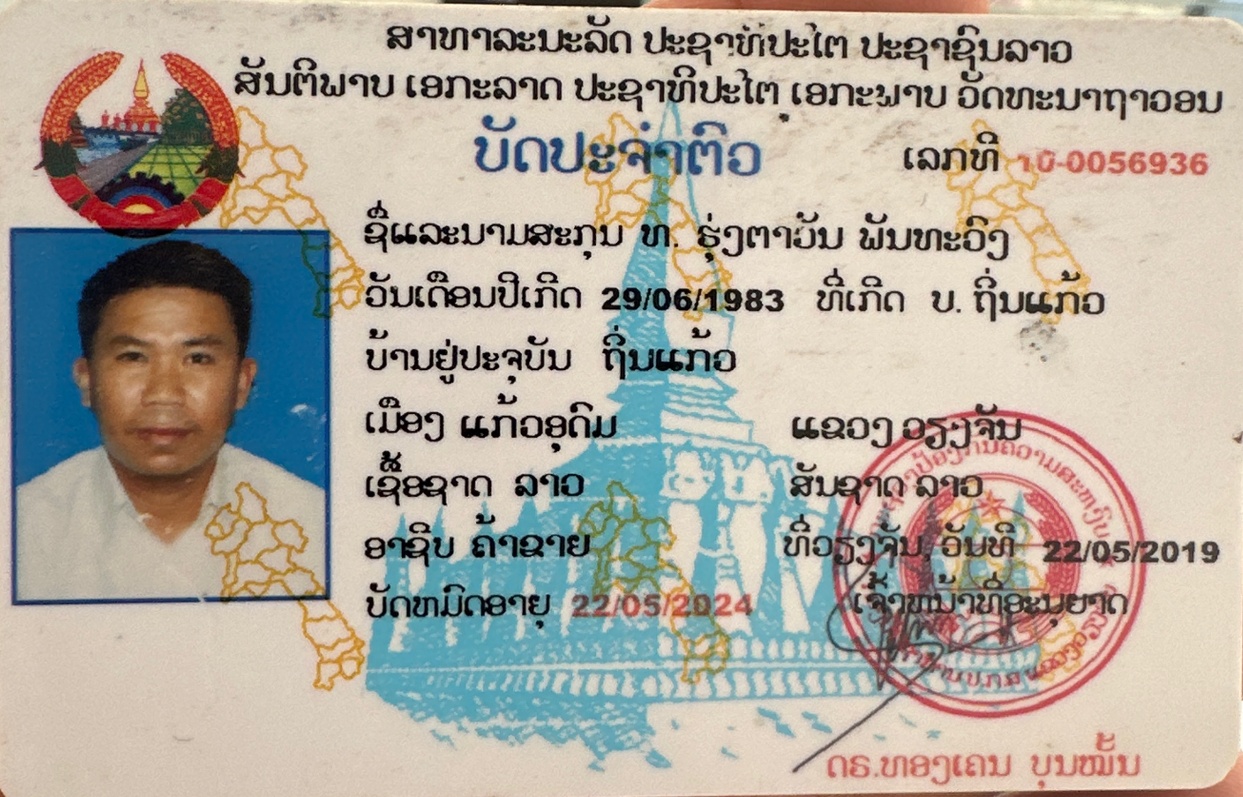 ສາທາລະນະລັດ ປະຊາທິປະໄຕ ປະຊາຊົນລາວ
ສັນຕິພາບ ເອກະລາດ ປະຊາທິປະໄຕ ເອກະພາບ ວັດທະນາຖາວອນ
ບັດປະຈຳຕົວ
ເລກທີ 10-0056936
ຊື່ແລະນາມສະກຸນ ທ. ຮຸ່ງຕາວັນ ພັນທະວົງ
ວັນເດືອນປີເກີດ 29/06/1983 ທີ່ເກີດ ບ. ຖິ່ນແກ້ວ
ບ້ານຢູ່ປະຈຸບັນ ຖິ່ນແກ້ວ
ເມືອງ ແກ້ວອຸດົມ ແຂວງ ວຽງຈັນ
ເຊື້ອຊາດ ລາວ ສັນຊາດ ລາວ
ອາຊີບ ຄ້າຂາຍ ທີ່ວຽງຈັນ ວັນທີ 22/05/2019
ບັດຫມົດອາຍຸ 22/05/2024 ເຈົ້າຫນ້າທີ່ອະນຸຍາດ
ດຣ.ທອງເຄນ ບຸນໝັ້ນ